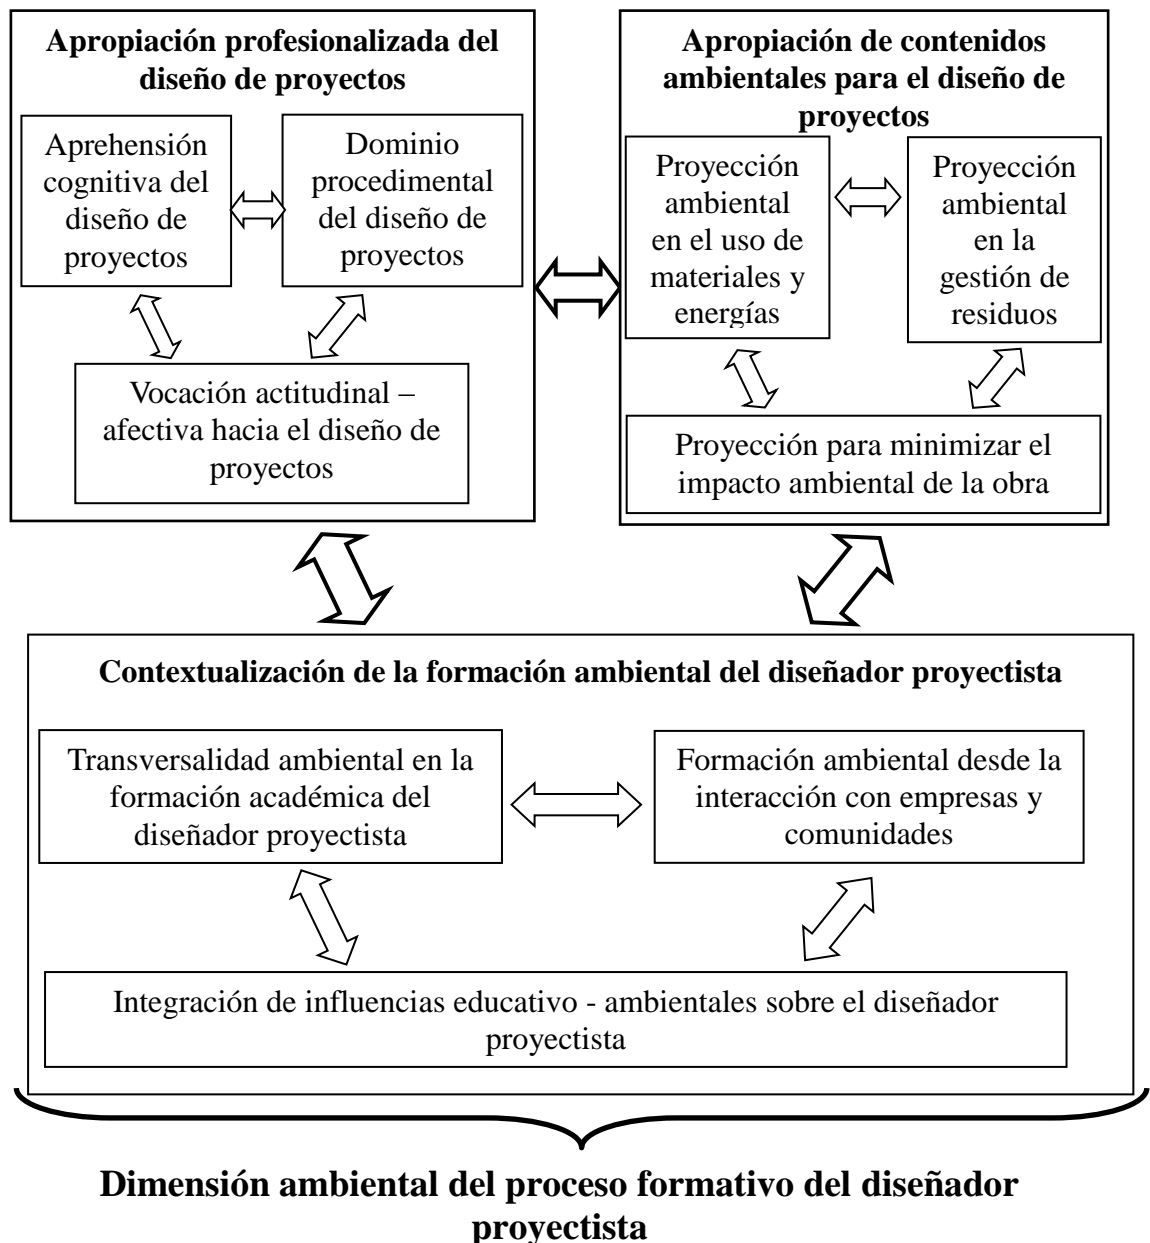 Apropiación profesionalizada del
diseño de proyectos
Aprehensión
cognitiva del
diseño de
proyectos
Dominio
procedimental
del diseño de
proyectos
Vocación actitudinal –
afectiva hacia el diseño de
proyectos
Apropiación de contenidos
ambientales para el diseño de
proyectos
Proyección
ambiental
en el uso de
materiales y
energías
Proyección
ambiental
en la
gestión de
residuos
Proyección para minimizar el
impacto ambiental de la obra
Contextualización de la formación ambiental del diseñador proyectista
Transversalidad ambiental en la
formación académica del
diseñador proyectista
Formación ambiental desde la
interacción con empresas y
comunidades
Integración de influencias educativo - ambientales sobre el diseñador
proyectista
Dimensión ambiental del proceso formativo del diseñador
proyectista